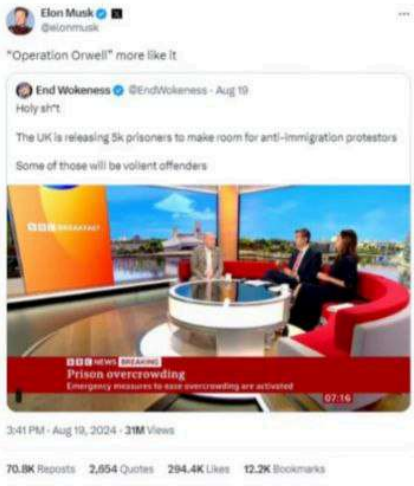 Elon Musk
@elonmusk
"Operation Orwell" more like it
End Wokeness @EndWokeness · Aug 19
Holy sh*t
The UK is releasing 5k prisoners to make room for anti-immigration protestors
Some of those will be violent offenders
BBC BREAKFAST
BBC NEWS BREAKING
Prison overcrowding
Emergency measures to ease overcrowding are activated
07:16
3:41 PM · Aug 19, 2024 · 31M Views
70.8K Reposts 2,654 Quotes 294.4K Likes 12.2K Bookmarks